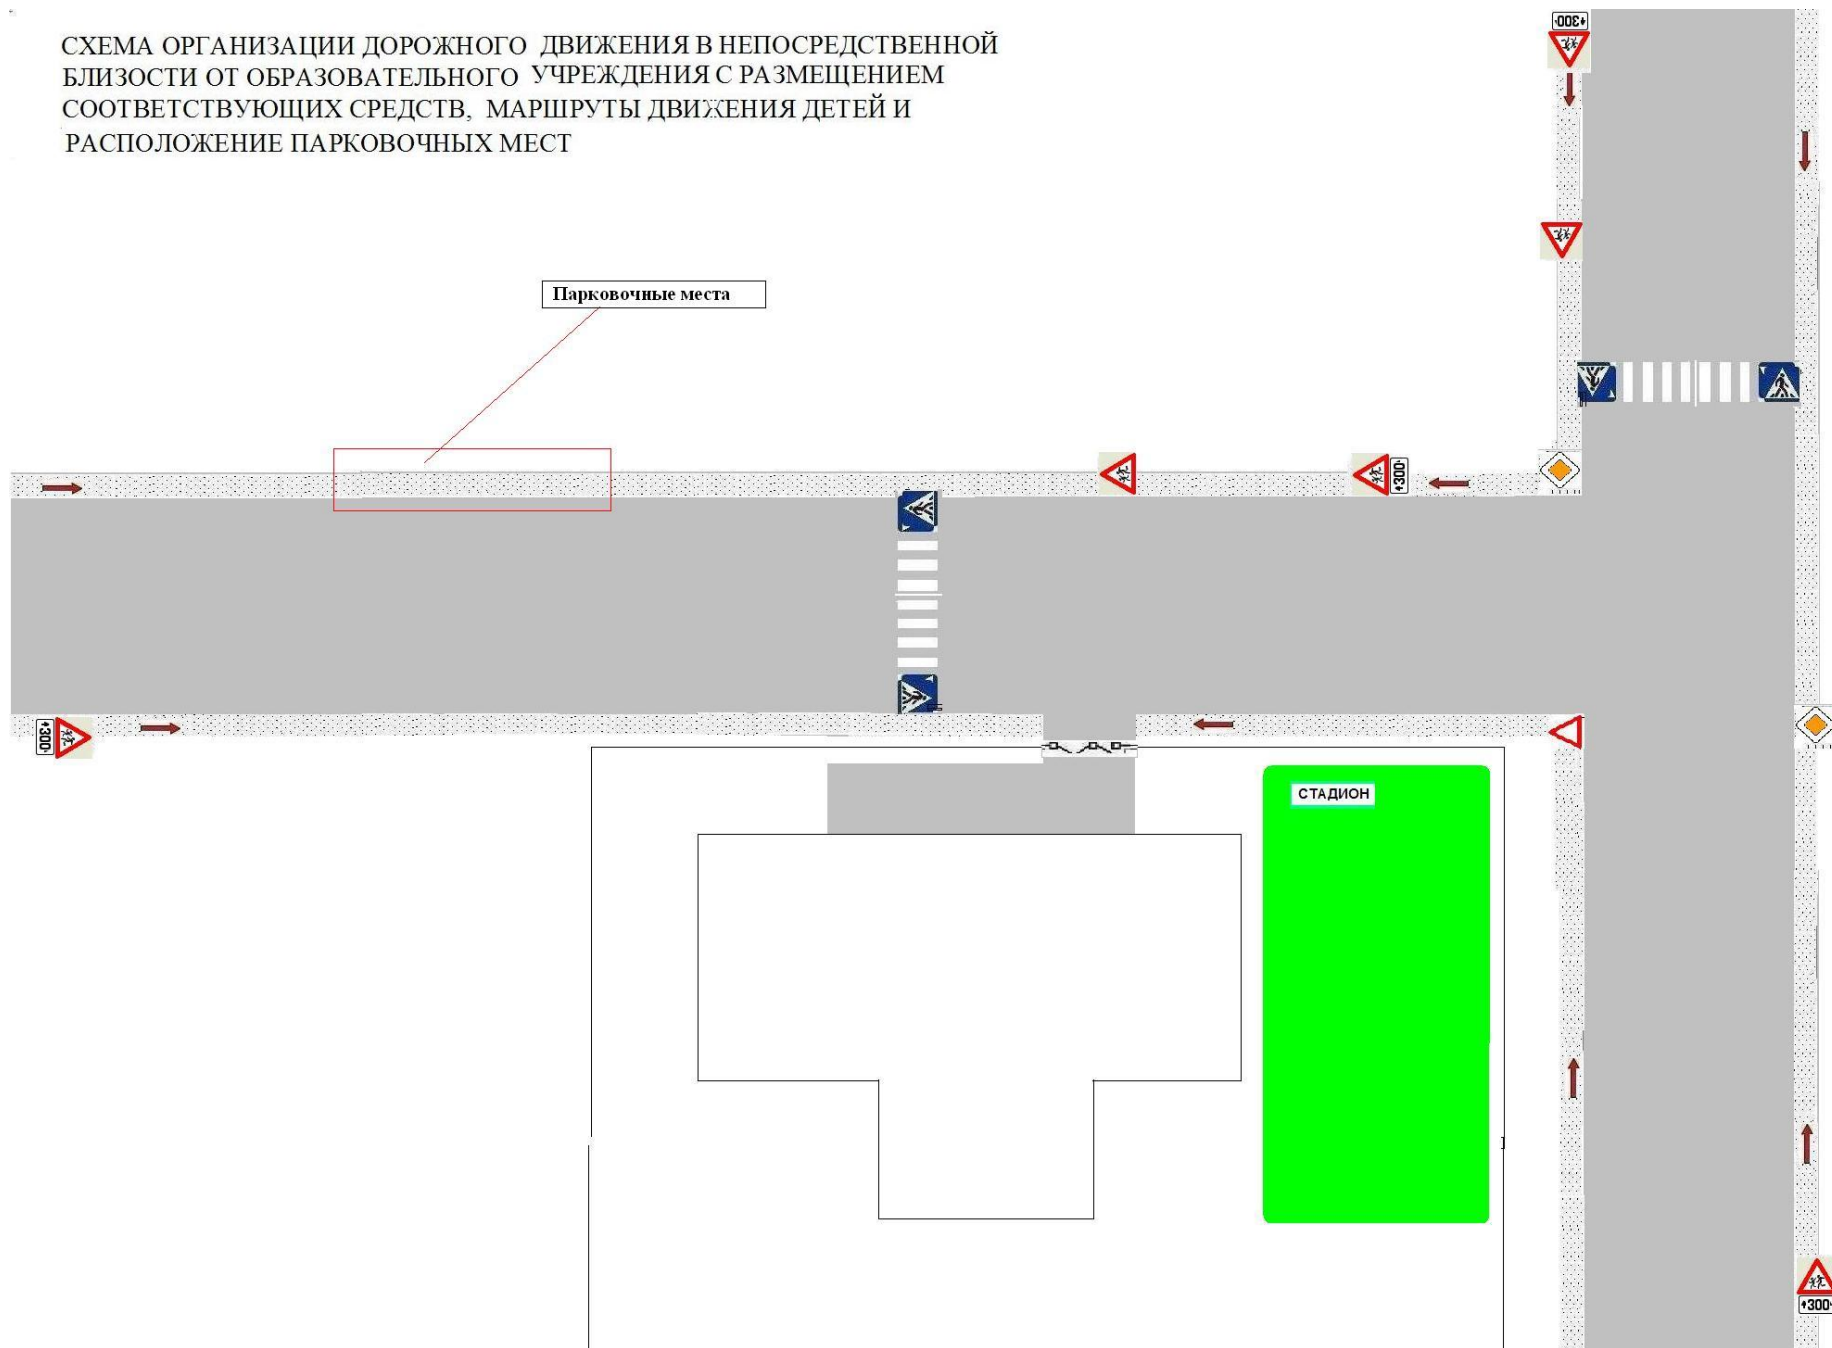 СХЕМА ОРГАНИЗАЦИИ ДОРОЖНОГО ДВИЖЕНИЯ В НЕПОСРЕДСТВЕННОЙ
БЛИЗОСТИ ОТ ОБРАЗОВАТЕЛЬНОГО УЧРЕЖДЕНИЯ С РАЗМЕЩЕНИЕМ
СООТВЕТСТВУЮЩИХ СРЕДСТВ, МАРШРУТЫ ДВИЖЕНИЯ ДЕТЕЙ И
РАСПОЛОЖЕНИЕ ПАРКОВОЧНЫХ МЕСТ
300
Парковочные места
300
300
СТАДИОН
300